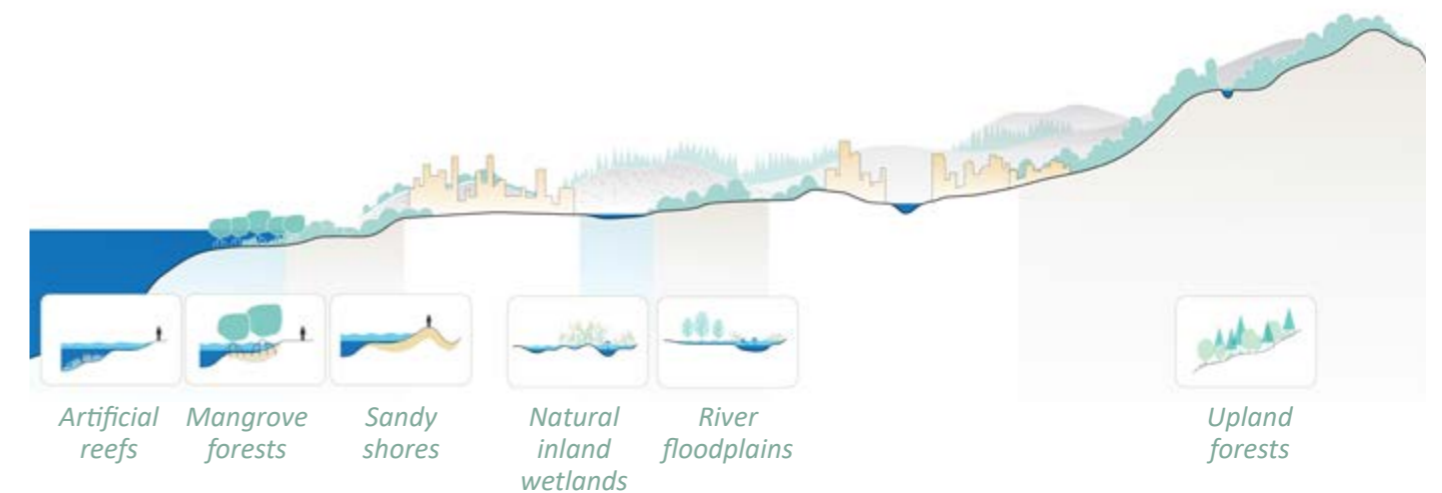 Artificial
reefs
Mangrove
forests
Sandy
shores
Natural
inland
wetlands
River
floodplains
Upland
forests